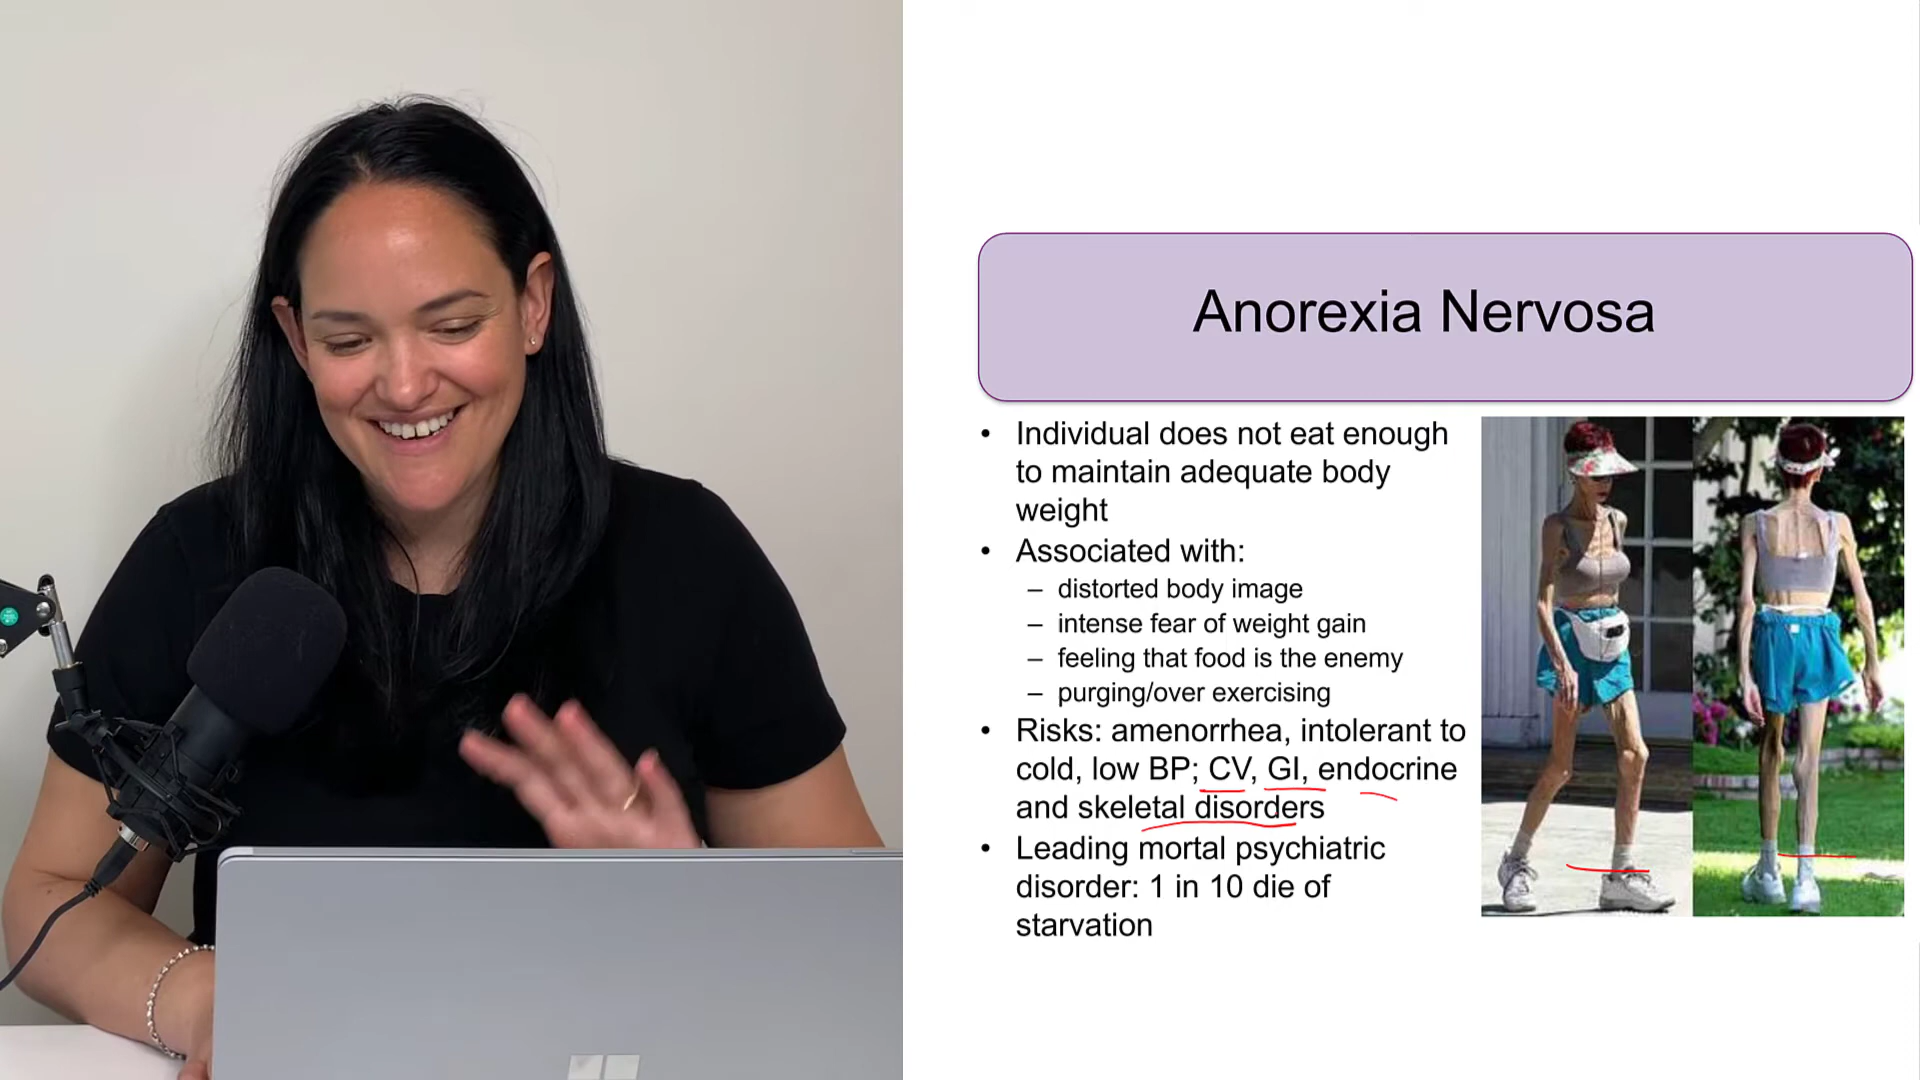 Anorexia Nervosa
• Individual does not eat enough
to maintain adequate body
weight
• Associated with:
– distorted body image
– intense fear of weight gain
– feeling that food is the enemy
– purging/over exercising
• Risks: amenorrhea, intolerant to
cold, low BP; CV, GI, endocrine
and skeletal disorders
• Leading mortal psychiatric
disorder: 1 in 10 die of
starvation